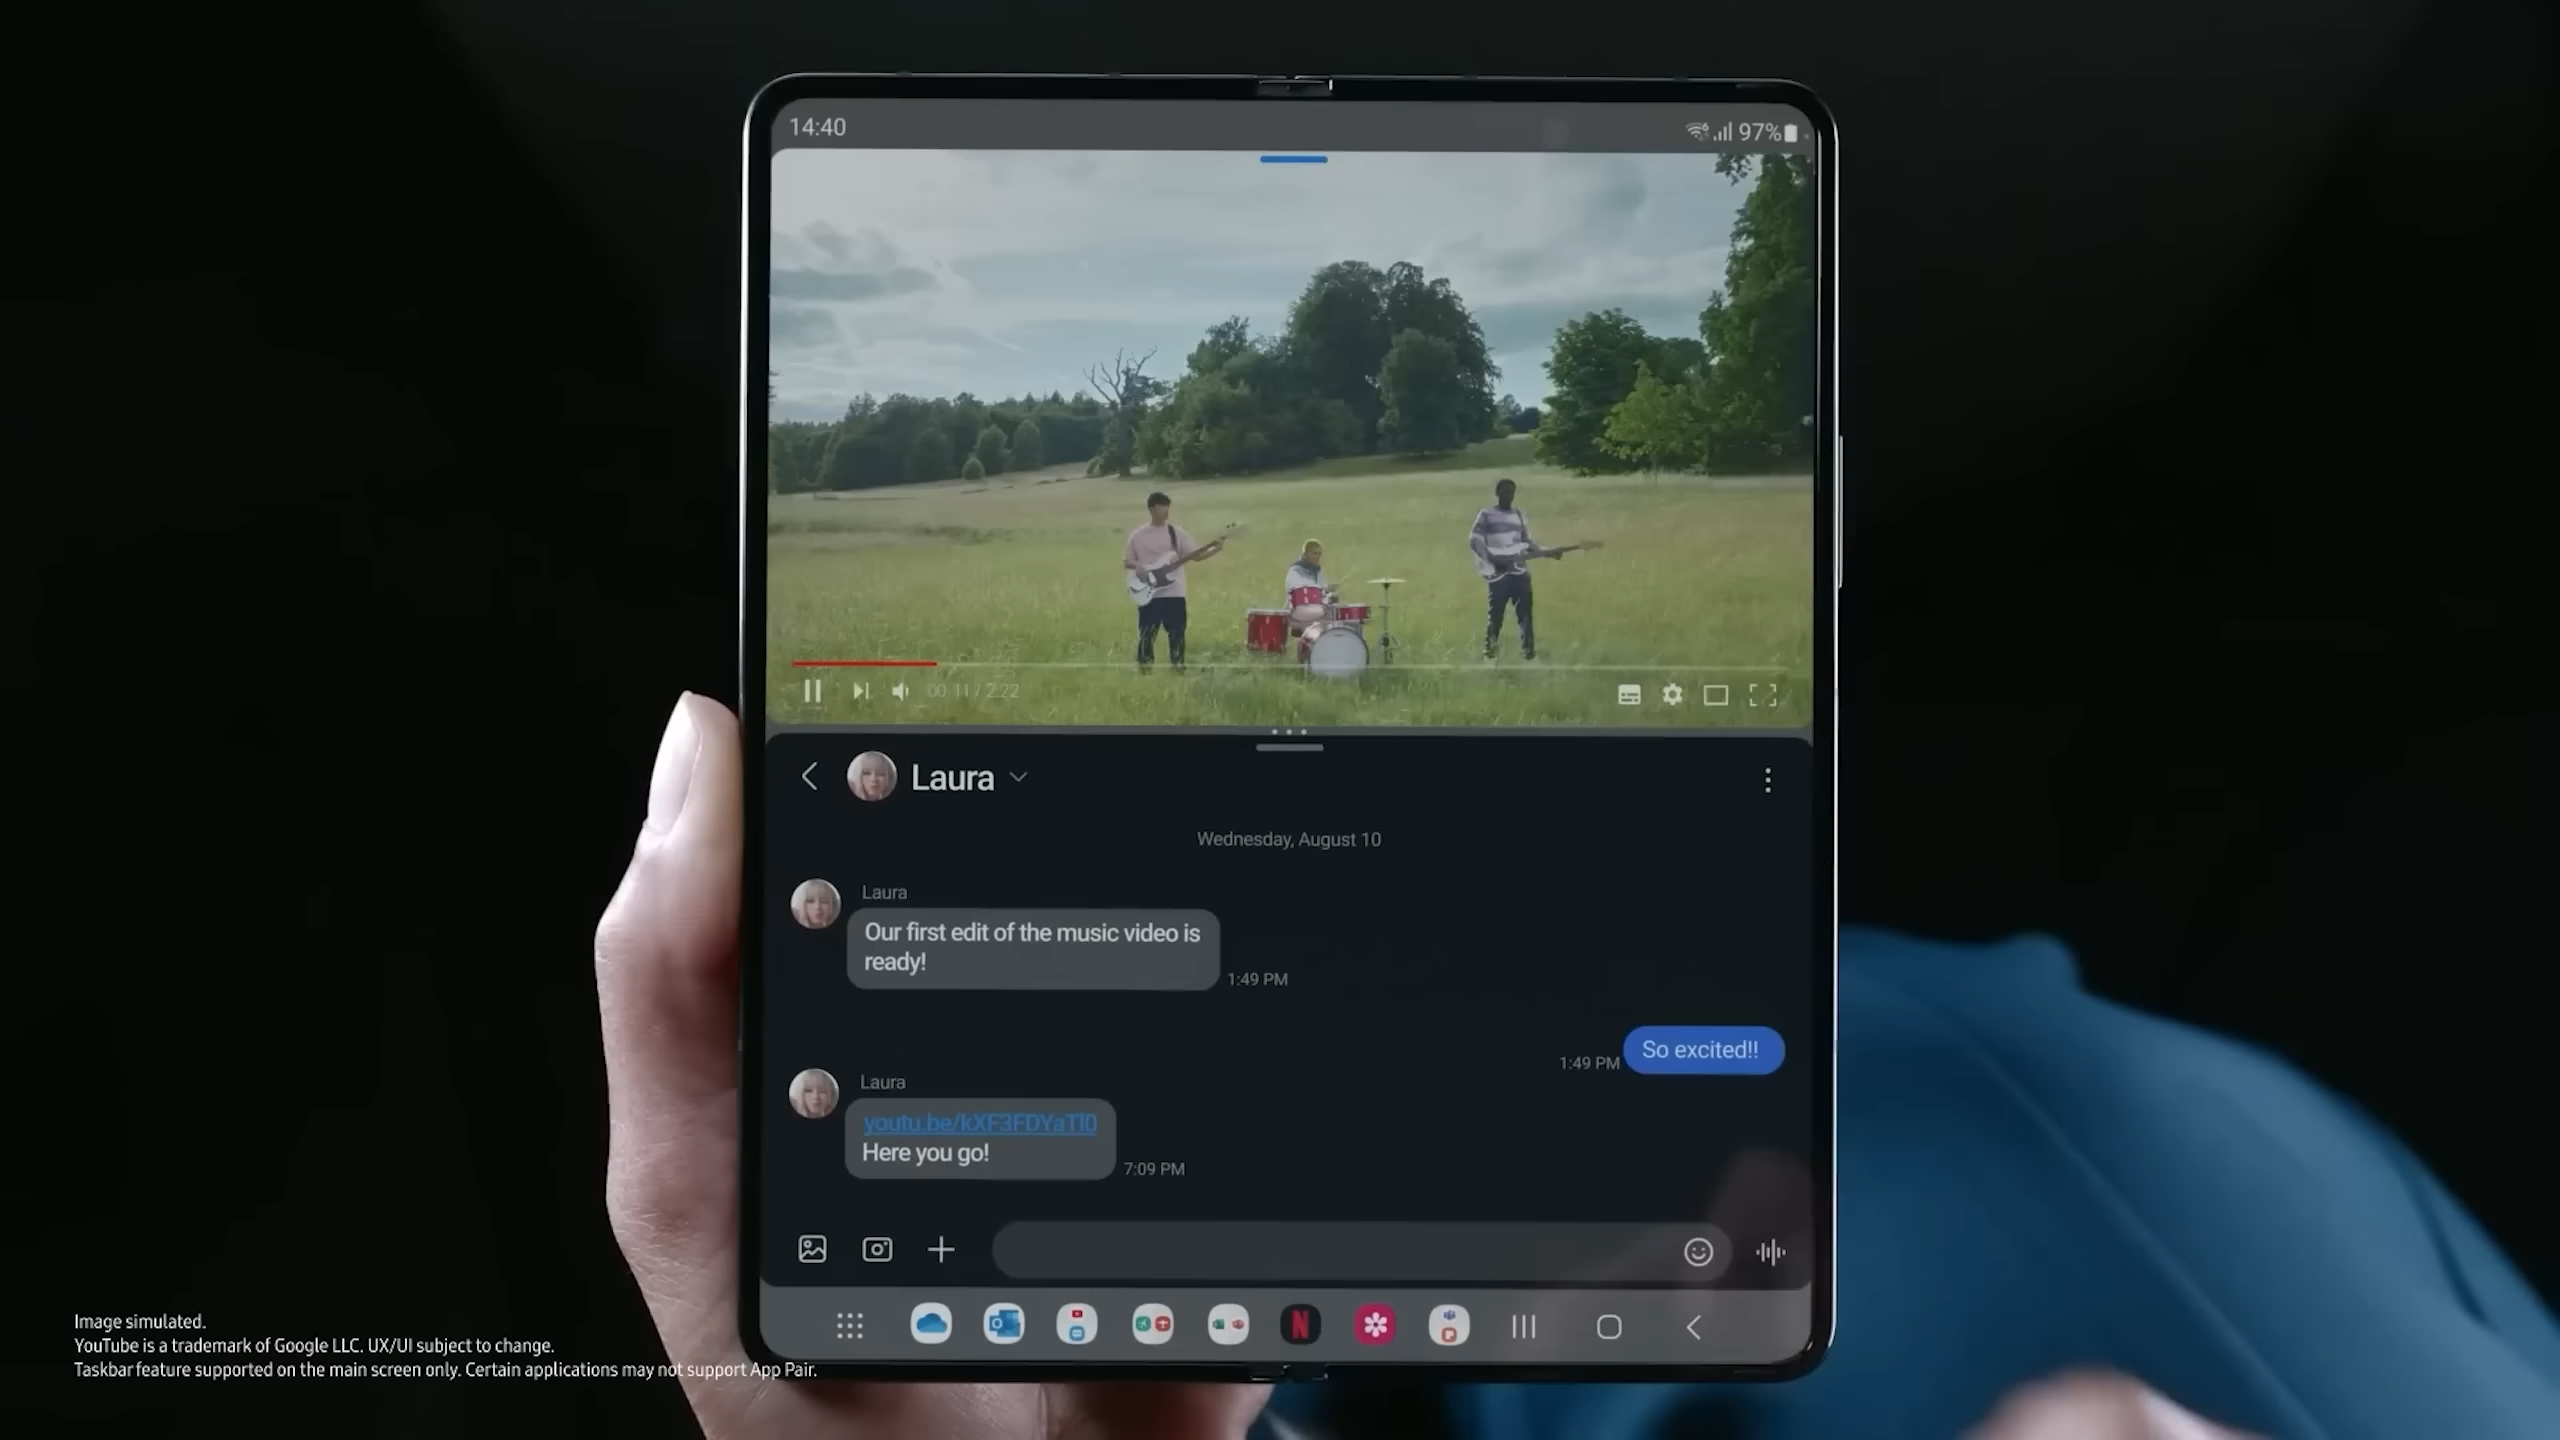 14:40
97%
00:11 / 2:22
Laura
Wednesday, August 10
Laura
Our first edit of the music video is
ready!
1:49 PM
So excited!!
1:49 PM
Laura
youtu.be/kXF3FDYaTl0
Here you go!
7:09 PM
Image simulated.
YouTube is a trademark of Google LLC. UX/UI subject to change.
Taskbar feature supported on the main screen only. Certain applications may not support App Pair.